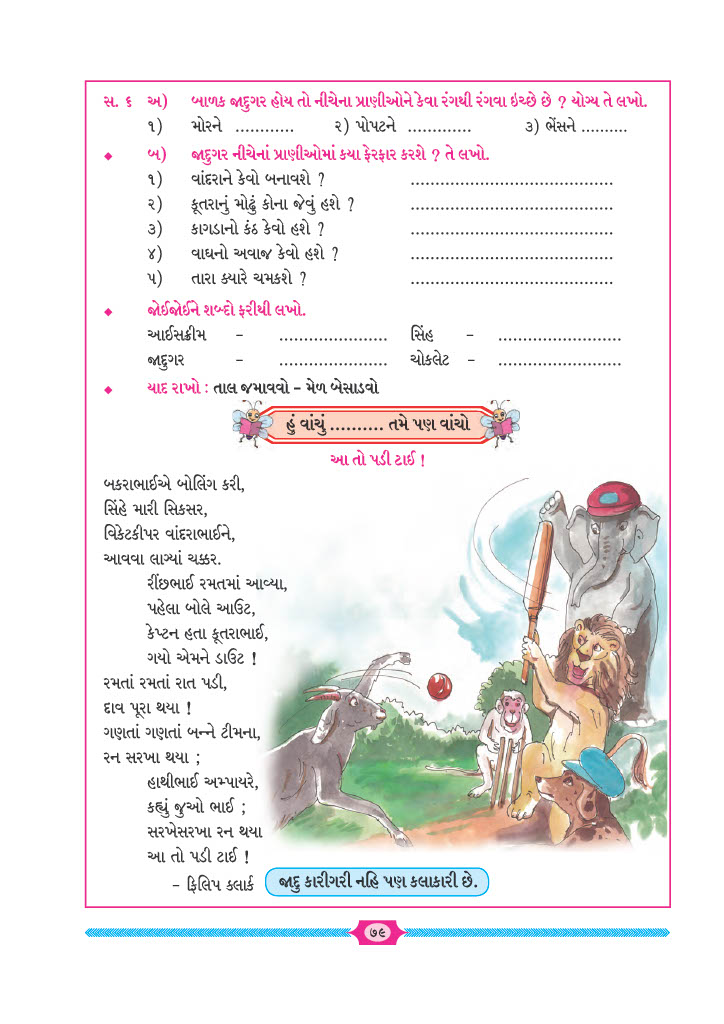 સ. ૬ અ) બાળક જાદુગર હોય તો નીચેના પ્રાણીઓને કેવા રંગથી રંગવા ઇચ્છે છે ? યોગ્ય તે લખો.
૧) મોરને ............ ૨) પોપટને ............. ૩) ભેંસને ..........
◆ બ) જાદુગર નીચેનાં પ્રાણીઓમાં કયા ફેરફાર કરશે ? તે લખો.
૧) વાંદરાને કેવો બનાવશે ? .........................................
૨) કૂતરાનું મોઢું કોના જેવું હશે ? .........................................
૩) કાગડાનો કંઠ કેવો હશે ? .........................................
૪) વાઘનો અવાજ કેવો હશે ? .........................................
૫) તારા ક્યારે ચમકશે ? .........................................
◆ જોઈજોઈને શબ્દો ફરીથી લખો.
આઈસક્રીમ – ...................... સિંહ – .........................
જાદુગર – ...................... ચોકલેટ – .........................
◆ યાદ રાખો : તાલ જમાવવો – મેળ બેસાડવો
હું વાંચું .......... તમે પણ વાંચો
આ તો પડી ટાઈ !
બકરાભાઈએ બોલિંગ કરી,
સિંહે મારી સિકસર,
વિકેટકીપર વાંદરાભાઈને,
આવવા લાગ્યાં ચક્કર.
રીંછભાઈ રમતમાં આવ્યા,
પહેલા બોલે આઉટ,
કેપ્ટન હતા કૂતરાભાઈ,
ગયો એમને ડાઉટ !
રમતાં રમતાં રાત પડી,
દાવ પૂરા થયા !
ગણતાં ગણતાં બન્ને ટીમના,
રન સરખા થયા ;
હાથીભાઈ અમ્પાયરે,
કહ્યું જુઓ ભાઈ ;
સરખેસરખા રન થયા
આ તો પડી ટાઈ !
– ફિલિપ ક્લાર્ક
જાદુ કારીગરી નહિ પણ કલાકારી છે.
૭૯